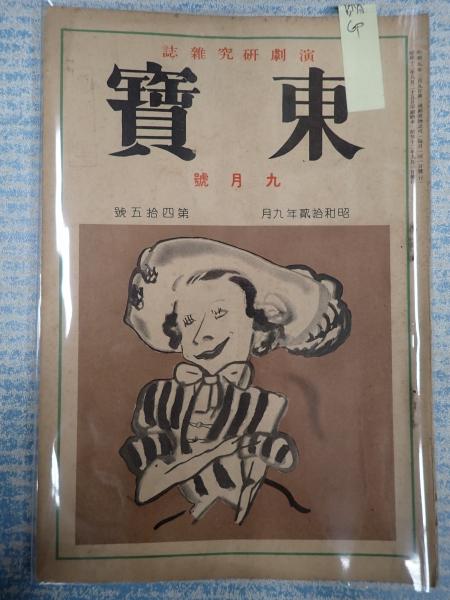 演劇研究雜誌
東寶
九月號
昭和拾貳年九月
第四拾五號